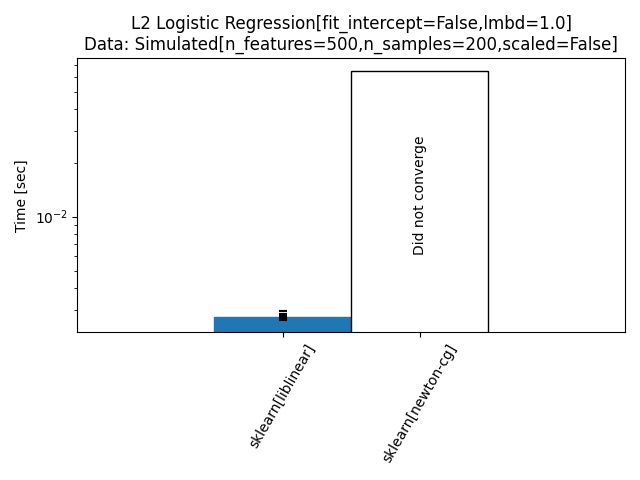 L2 Logistic Regression[fit_intercept=False,lmbd=1.0]
Data: Simulated[n_features=500,n_samples=200,scaled=False]
Time [sec]
10⁻²
Did not converge
sklearn[liblinear]
sklearn[newton-cg]